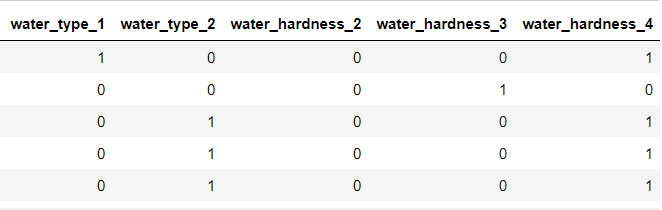 water_type_1 water_type_2 water_hardness_2 water_hardness_3 water_hardness_4
1 0 0 0 1
0 0 0 1 0
0 1 0 0 1
0 1 0 0 1
0 1 0 0 1